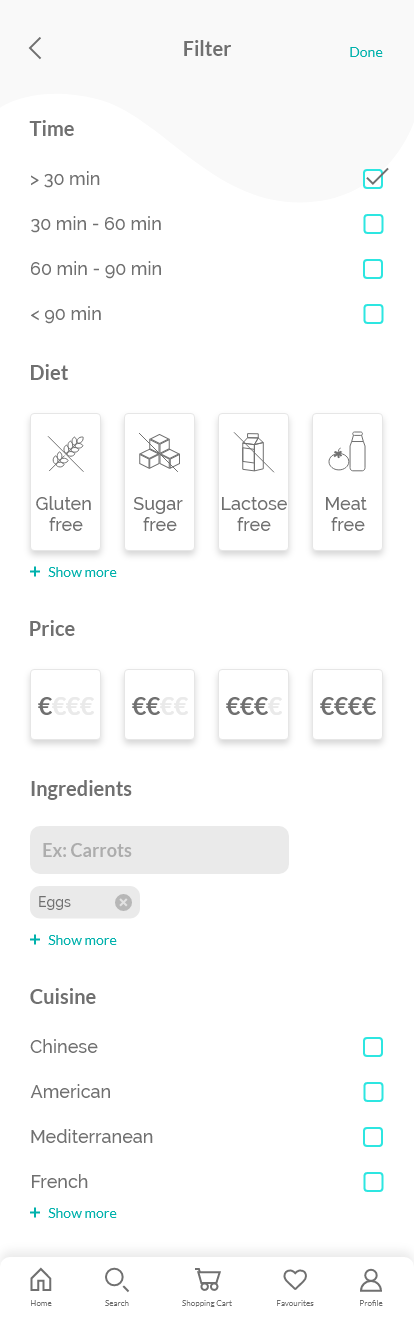 Filter
Done
Time
> 30 min
30 min - 60 min
60 min - 90 min
< 90 min
Diet
Gluten
free
Sugar
free
Lactose
free
Meat
free
+ Show more
Price
€€€€
€€€€
€€€€
€€€€
Ingredients
Ex: Carrots
Eggs
+ Show more
Cuisine
Chinese
American
Mediterranean
French
+ Show more
Home
Search
Shopping Cart
Favourites
Profile